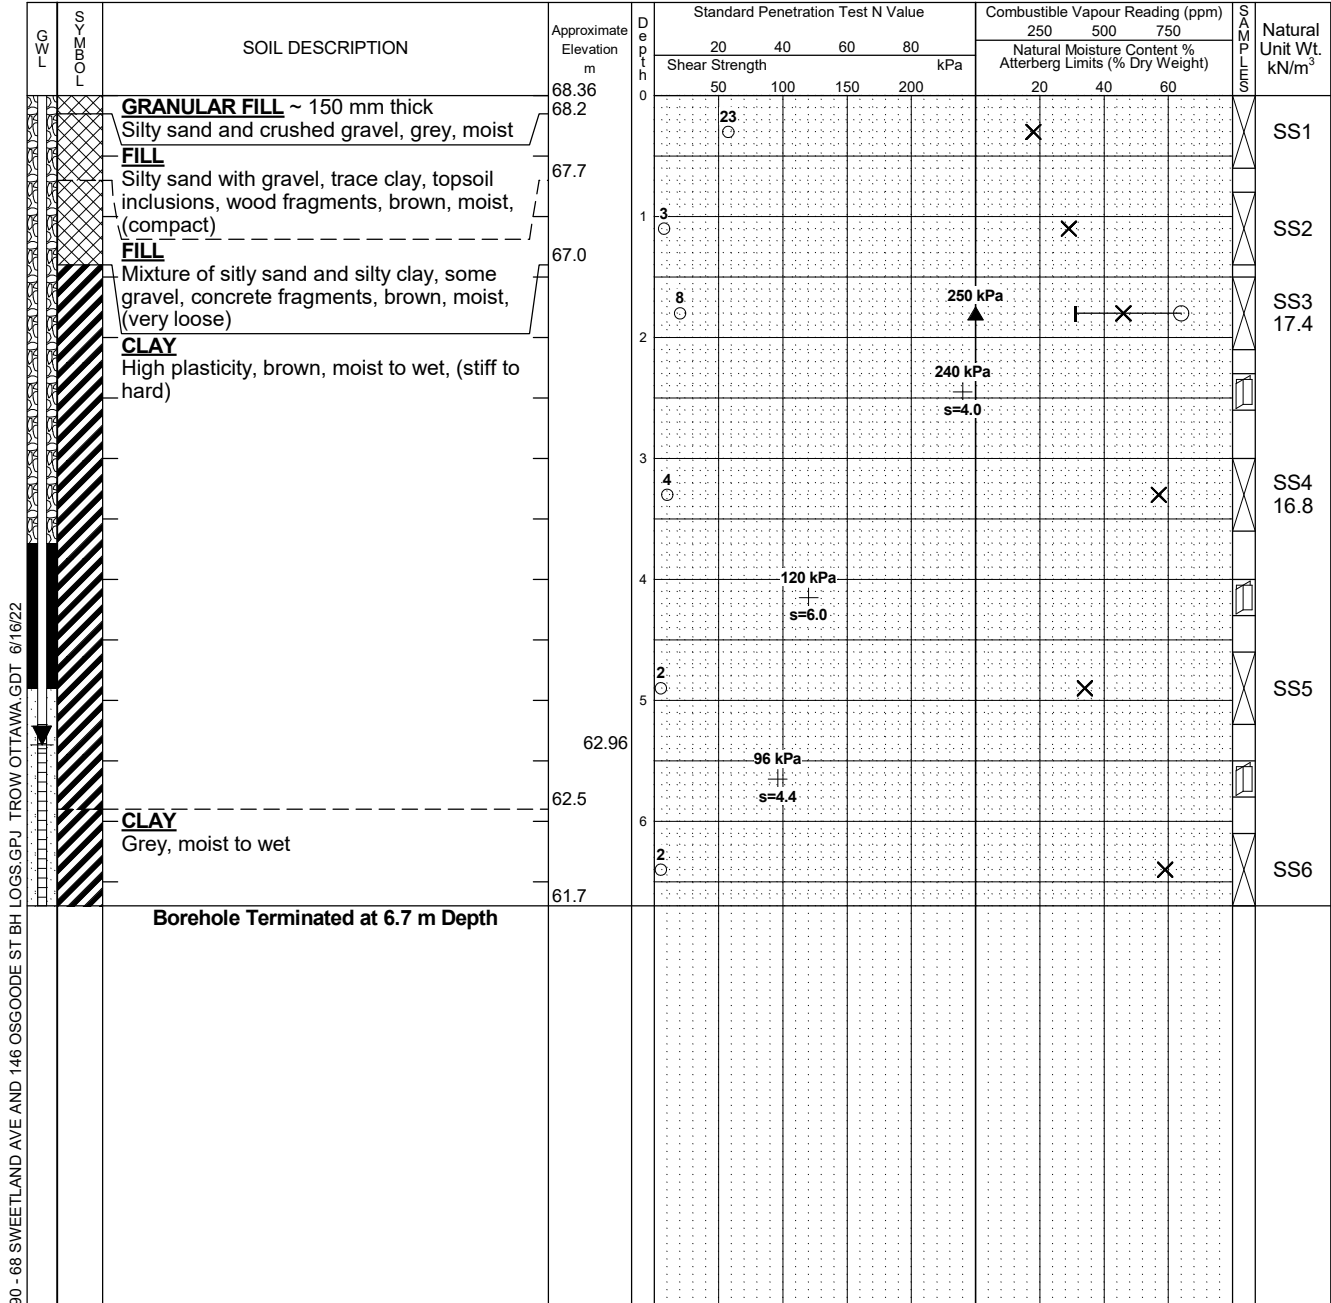 GWL
SYMBOL
SOIL DESCRIPTION
Approximate
Elevation
m
Depth
Standard Penetration Test N Value
20 40 60 80
Shear Strength kPa
50 100 150 200
Combustible Vapour Reading (ppm)
250 500 750
Natural Moisture Content %
Atterberg Limits (% Dry Weight)
20 40 60
SAMPLES
Natural
Unit Wt.
kN/m³
68.36
0
GRANULAR FILL ~ 150 mm thick
68.2
Silty sand and crushed gravel, grey, moist
23
SS1
FILL
67.7
Silty sand with gravel, trace clay, topsoil
inclusions, wood fragments, brown, moist,
(compact)
1
3
SS2
FILL
67.0
Mixture of sitly sand and silty clay, some
gravel, concrete fragments, brown, moist,
(very loose)
8
250 kPa
SS3
17.4
2
CLAY
High plasticity, brown, moist to wet, (stiff to
hard)
240 kPa
s=4.0
3
4
SS4
16.8
4
120 kPa
s=6.0
2
SS5
5
62.96
96 kPa
s=4.4
62.5
CLAY
Grey, moist to wet
6
2
SS6
61.7
Borehole Terminated at 6.7 m Depth
90 - 68 SWEETLAND AVE AND 146 OSGOODE ST BH LOGS.GPJ TROW OTTAWA.GDT 6/16/22